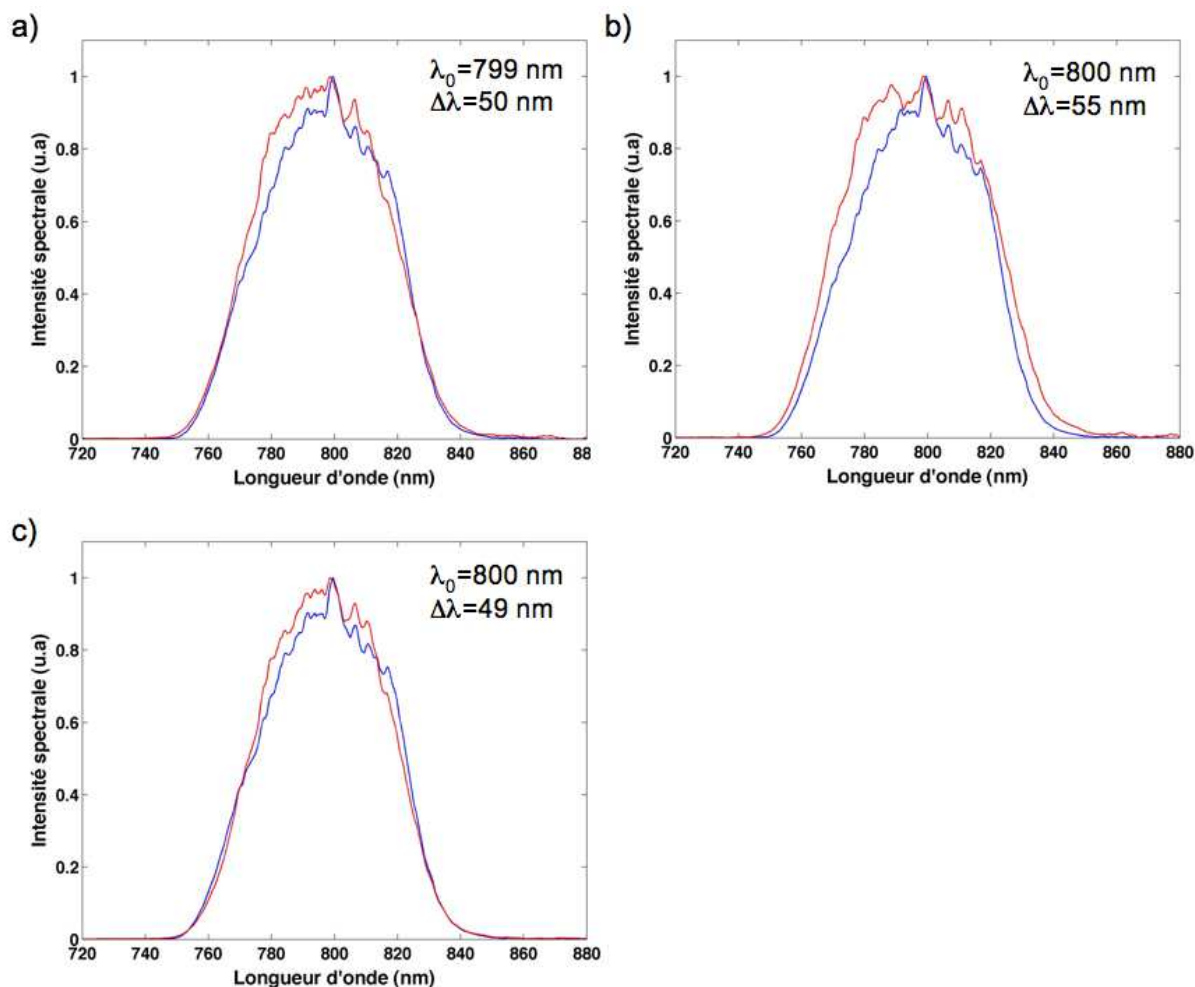 a)
λ0=799 nm
Δλ=50 nm
Intensité spectrale (u.a)
1
0.8
0.6
0.4
0.2
0
720 740 760 780 800 820 840 860 88
Longueur d'onde (nm)
b)
λ0=800 nm
Δλ=55 nm
Intensité spectrale (u.a)
1
0.8
0.6
0.4
0.2
0
720 740 760 780 800 820 840 860 880
Longueur d'onde (nm)
c)
λ0=800 nm
Δλ=49 nm
Intensité spectrale (u.a)
1
0.8
0.6
0.4
0.2
0
720 740 760 780 800 820 840 860 880
Longueur d'onde (nm)